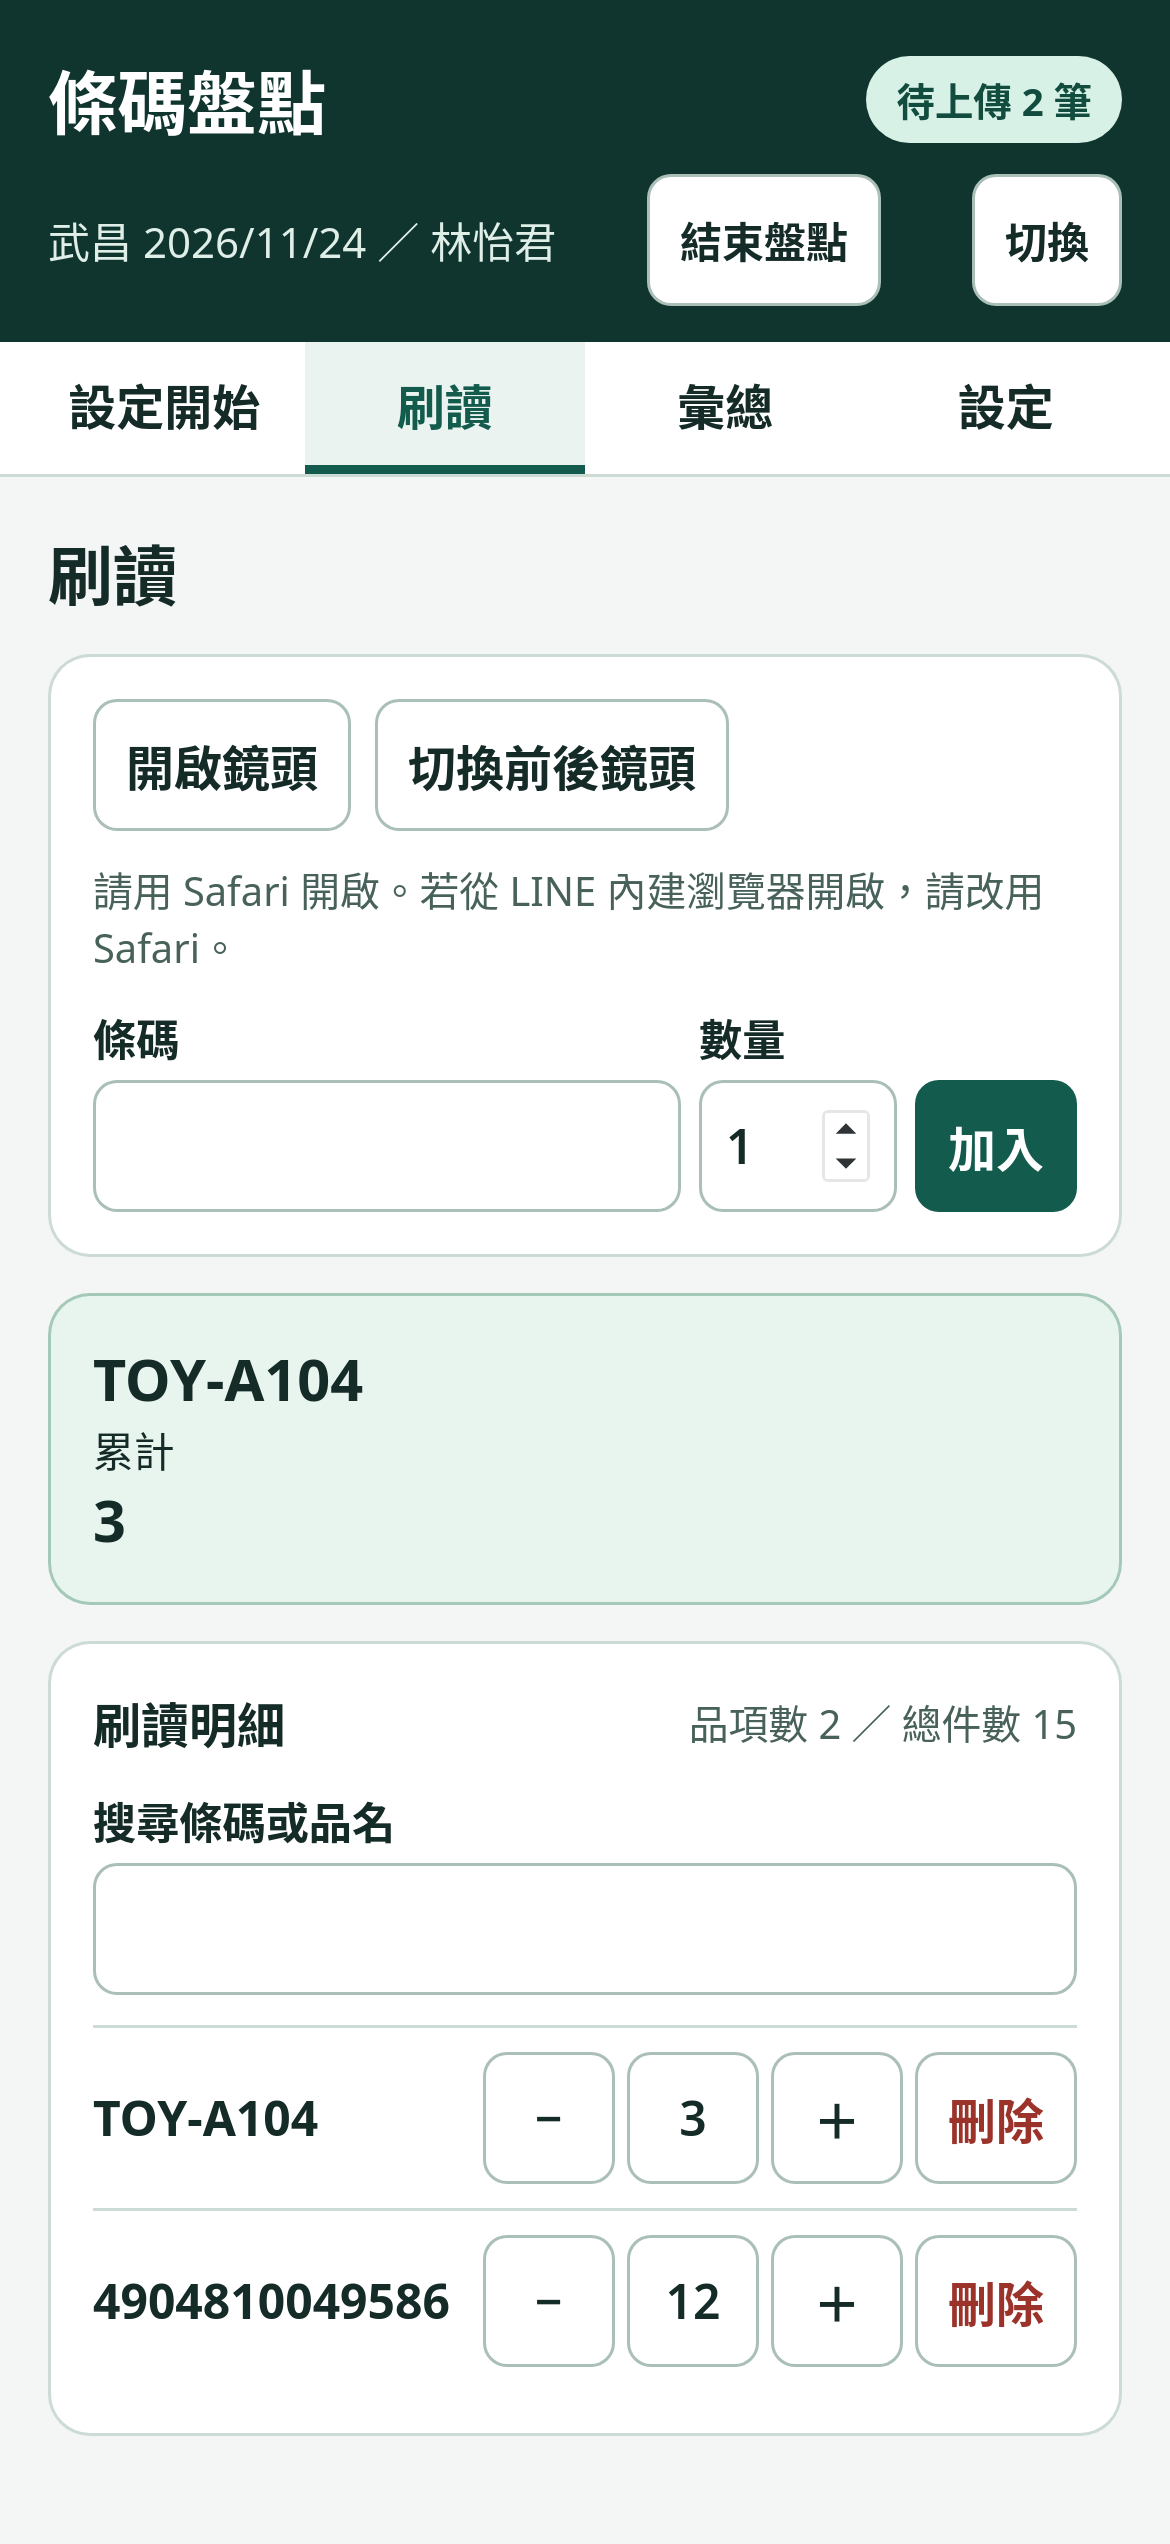 條碼盤點
待上傳 2 筆
武昌 2026/11/24 ／ 林怡君
結束盤點
切換
設定開始
刷讀
彙總
設定
刷讀
開啟鏡頭
切換前後鏡頭
請用 Safari 開啟。若從 LINE 內建瀏覽器開啟，請改用
Safari。
條碼
數量
1
加入
TOY-A104
累計
3
刷讀明細
品項數 2 ／ 總件數 15
搜尋條碼或品名
TOY-A104
−
3
＋
刪除
4904810049586
−
12
＋
刪除